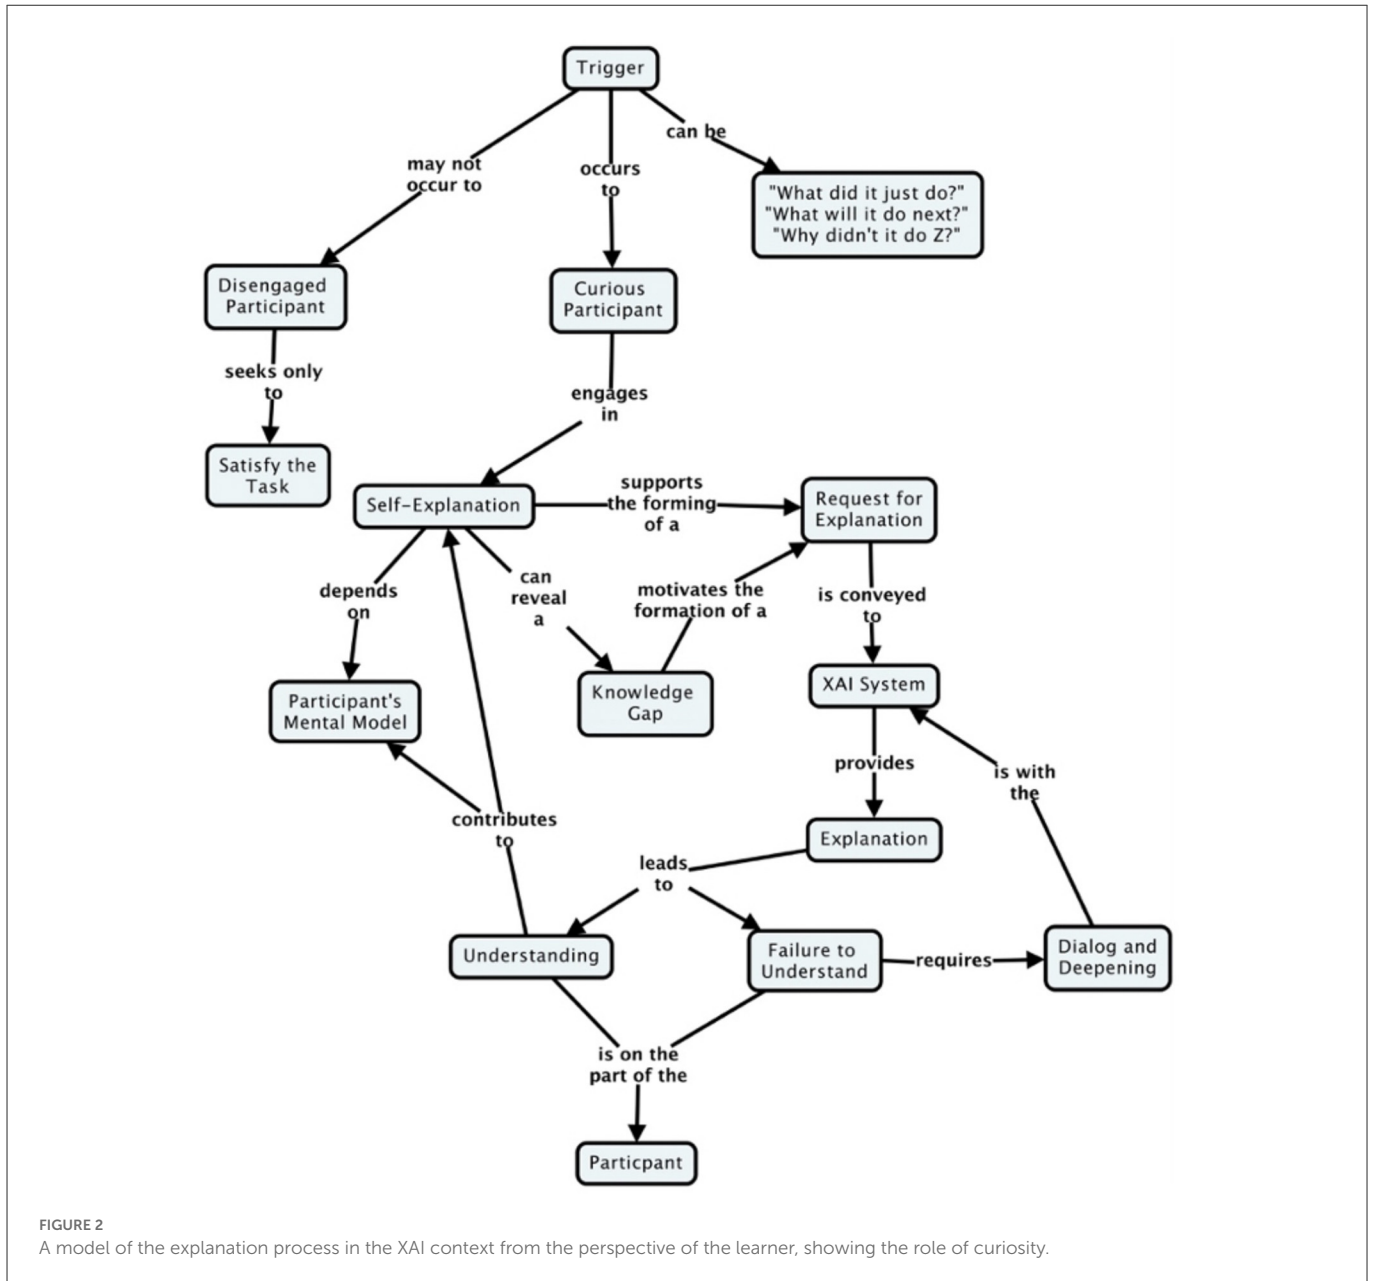 Trigger
can be
may not
occur to
occurs
to
"What did it just do?"
"What will it do next?"
"Why didn't it do Z?"
Disengaged
Participant
Curious
Participant
seeks only
to
engages
in
Satisfy the
Task
Self-Explanation
supports
the forming
of a
Request for
Explanation
depends
on
can
reveal
a
motivates the
formation of a
is conveyed
to
Participant's
Mental Model
Knowledge
Gap
XAI System
provides
is with
the
contributes
to
Explanation
leads
to
Understanding
Failure to
Understand
requires
Dialog and
Deepening
is on the
part of the
Particpant
FIGURE 2
A model of the explanation process in the XAI context from the perspective of the learner, showing the role of curiosity.